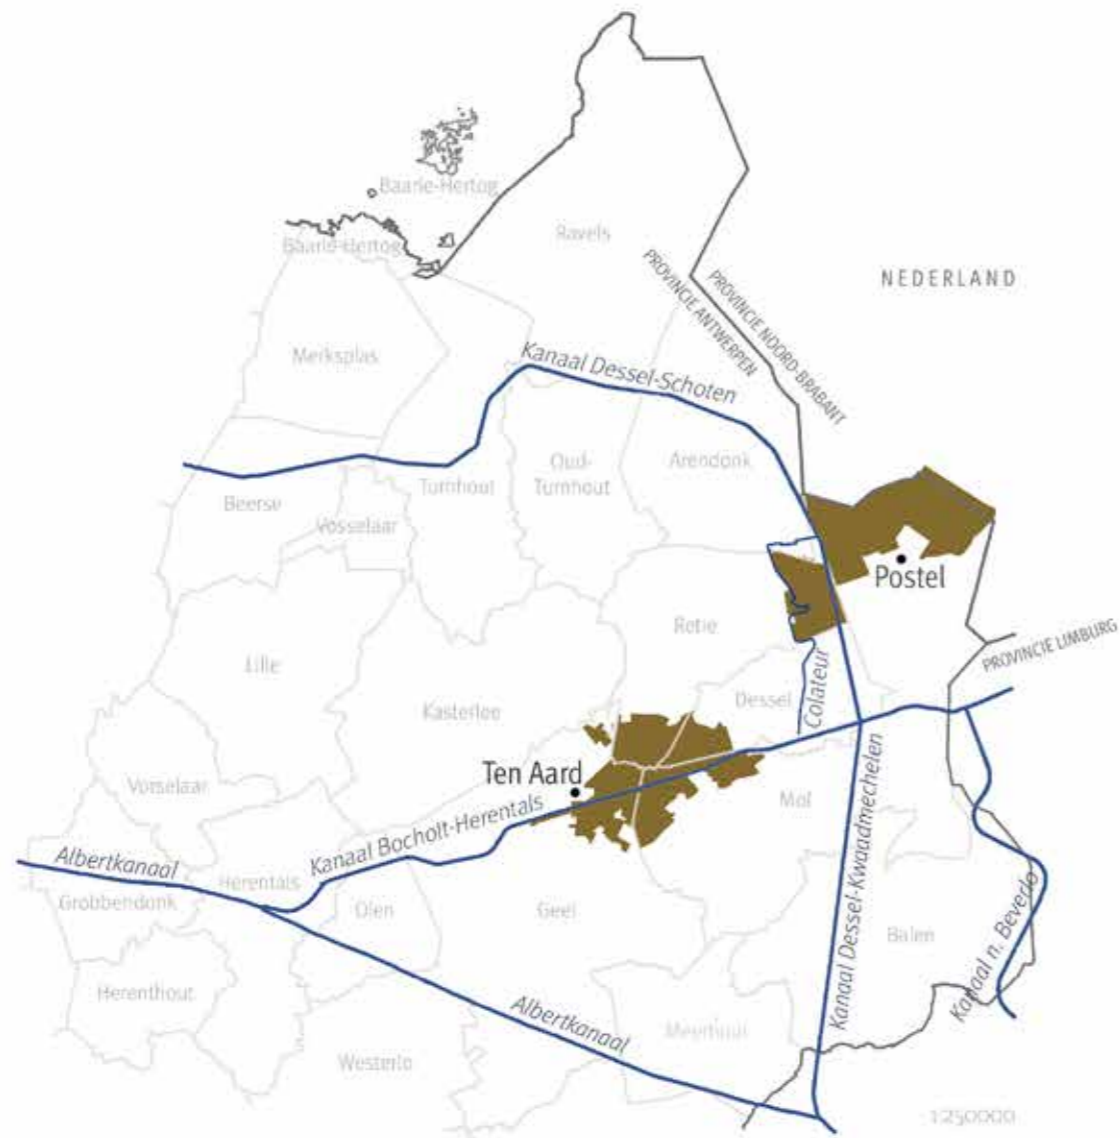 Baarle-Hertog
Ravels
Baarle-Hertog
NEDERLAND
PROVINCIE NOORD-BRABANT
PROVINCIE ANTWERPEN
Merksplas
Kanaal Dessel-Schoten
Arendonk
Oud-
Turnhout
Turnhout
Beerse
Vosselaar
Postel
Retie
PROVINCIE LIMBURG
Lille
Dessel
Colateur
Kasterlee
Ten Aard
Vorselaar
Mol
Kanaal Bocholt-Herentals
Kanaal Dessel-Kwaadmechelen
Albertkanaal
Herentals
Grobbendonk
Olen
Geel
Balen
Kanaal n. Beverlo
Herenthout
Albertkanaal
Meerhout
Westerlo
1:250000